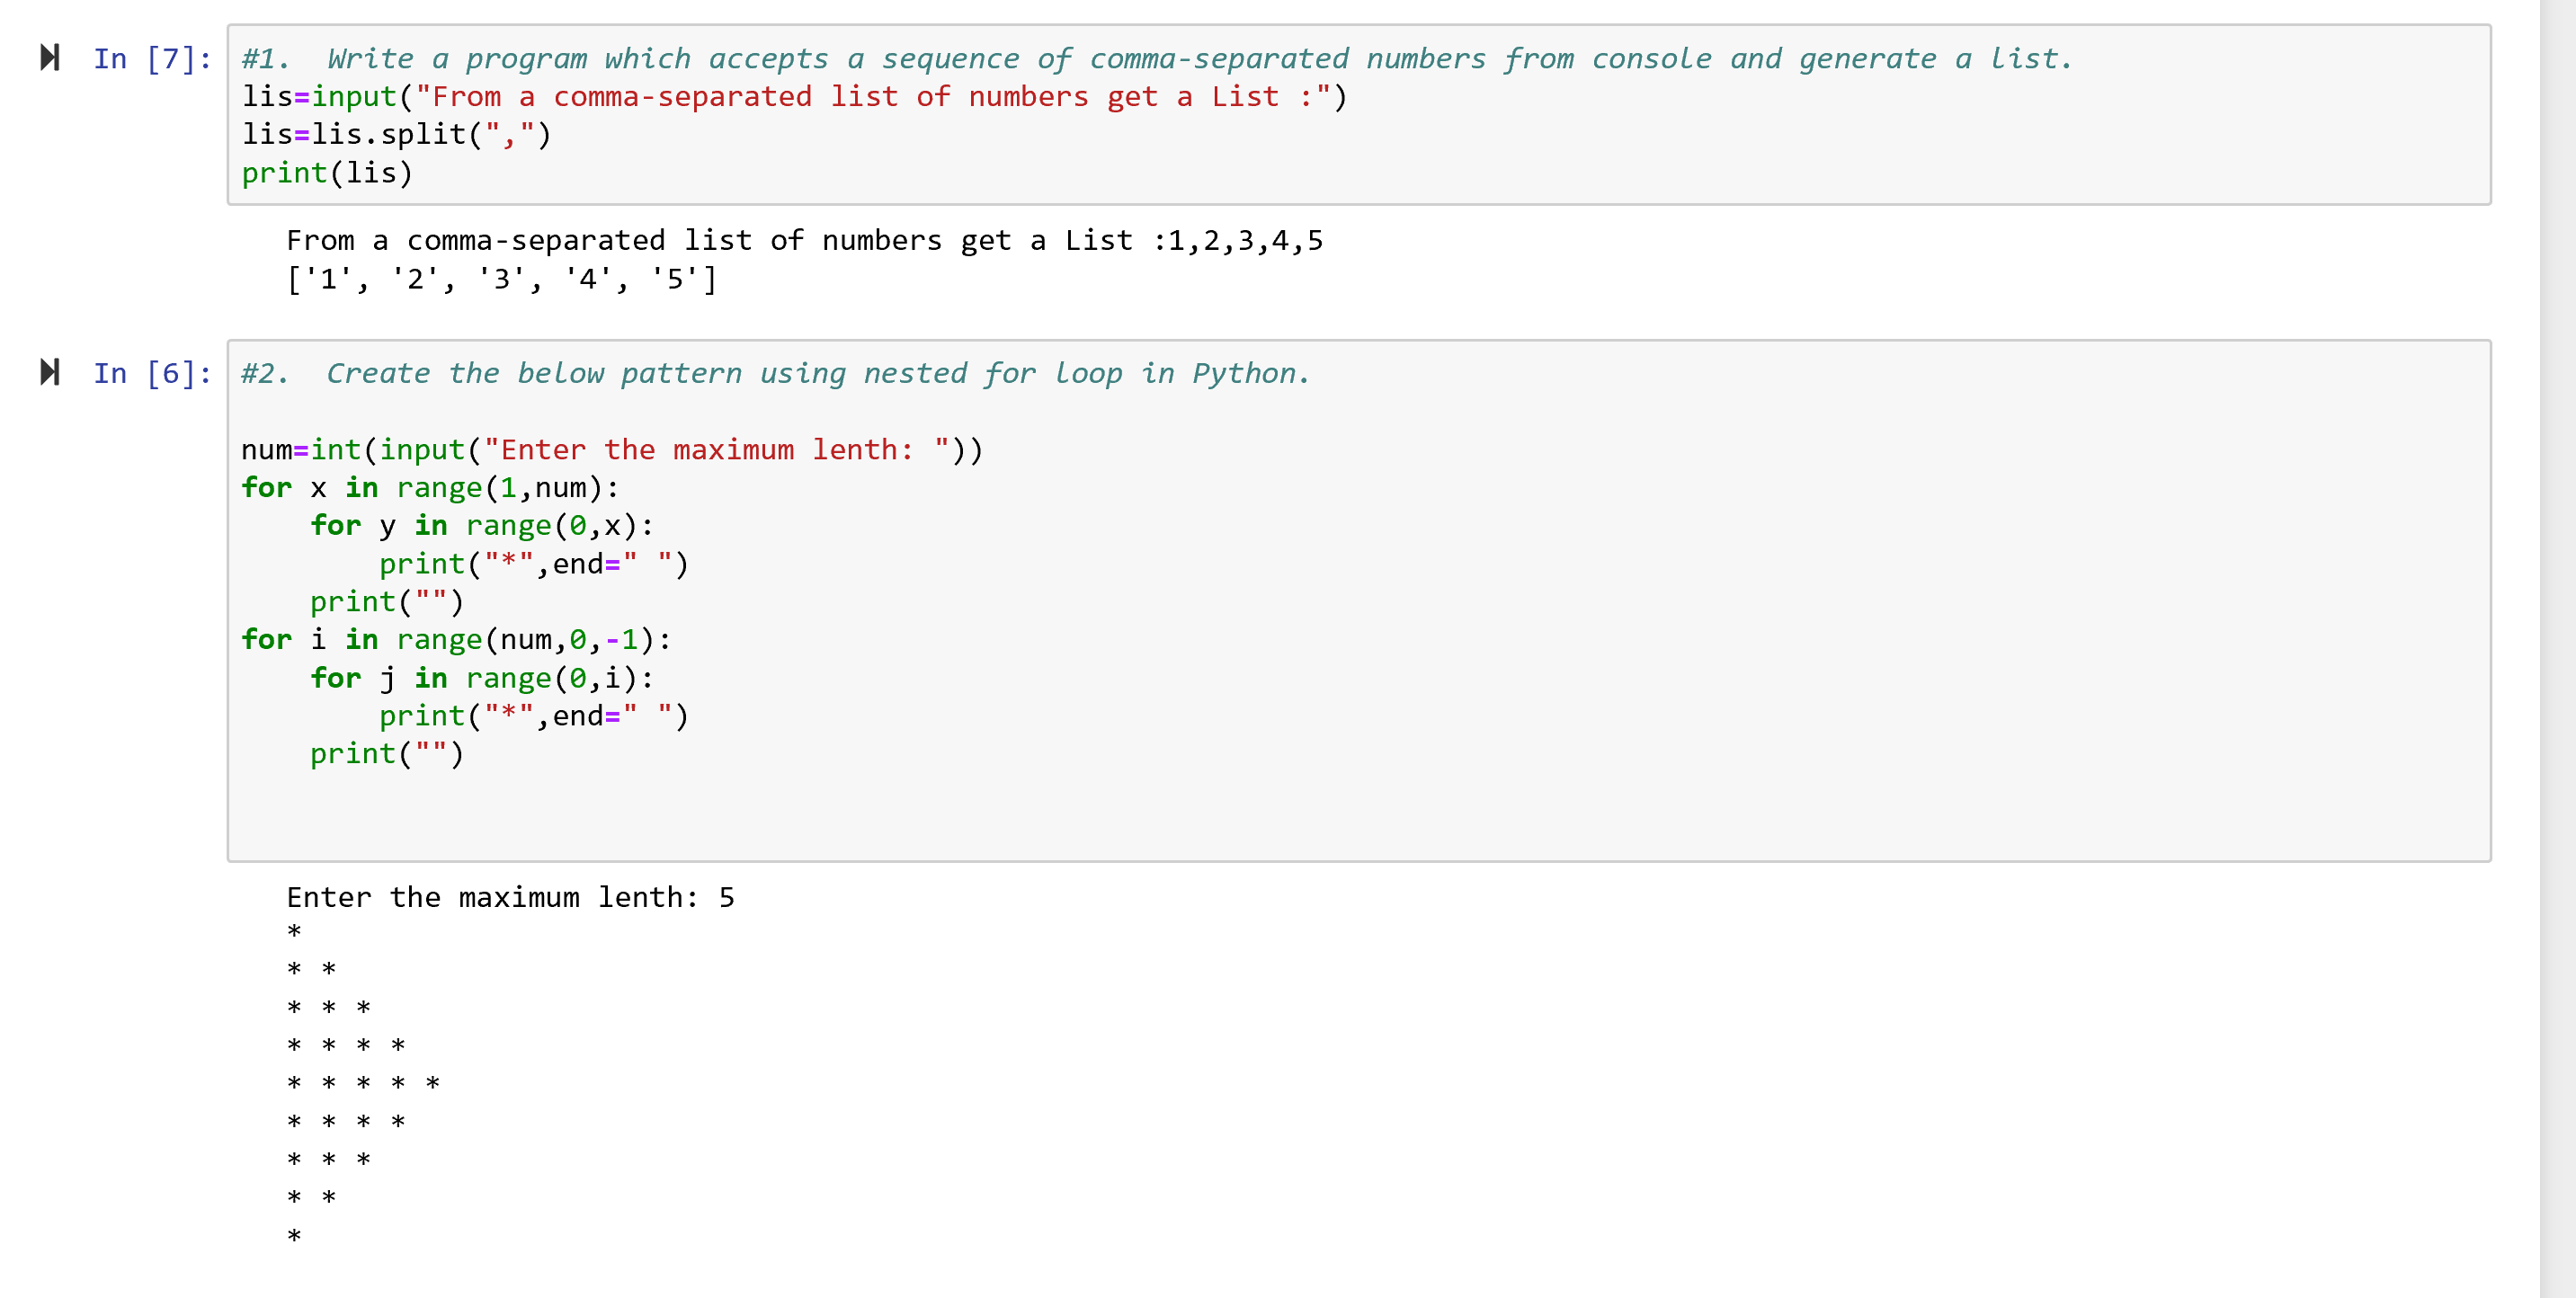 In [7]: #1.  Write a program which accepts a sequence of comma-separated numbers from console and generate a list.
lis=input("From a comma-separated list of numbers get a List :")
lis=lis.split(",")
print(lis)
From a comma-separated list of numbers get a List :1,2,3,4,5
['1', '2', '3', '4', '5']
In [6]: #2.  Create the below pattern using nested for loop in Python.
num=int(input("Enter the maximum lenth: "))
for x in range(1,num):
    for y in range(0,x):
        print("*",end=" ")
    print("")
for i in range(num,0,-1):
    for j in range(0,i):
        print("*",end=" ")
    print("")
Enter the maximum lenth: 5
*
* *
* * *
* * * *
* * * * *
* * * *
* * *
* *
*